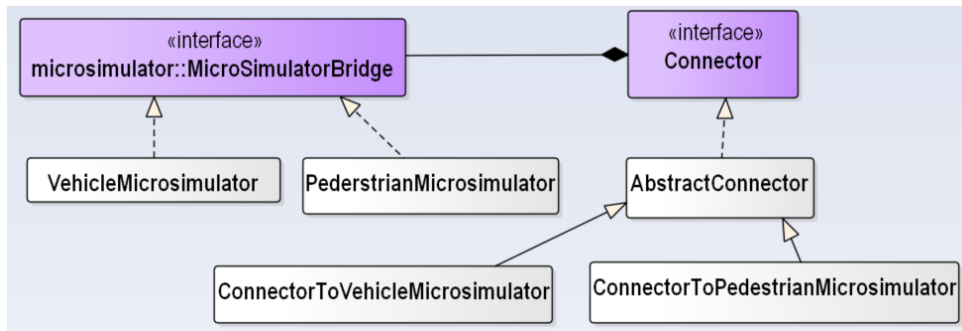 «interface»
microsimulator::MicroSimulatorBridge
«interface»
Connector
VehicleMicrosimulator
PederstrianMicrosimulator
AbstractConnector
ConnectorToVehicleMicrosimulator
ConnectorToPedestrianMicrosimulator